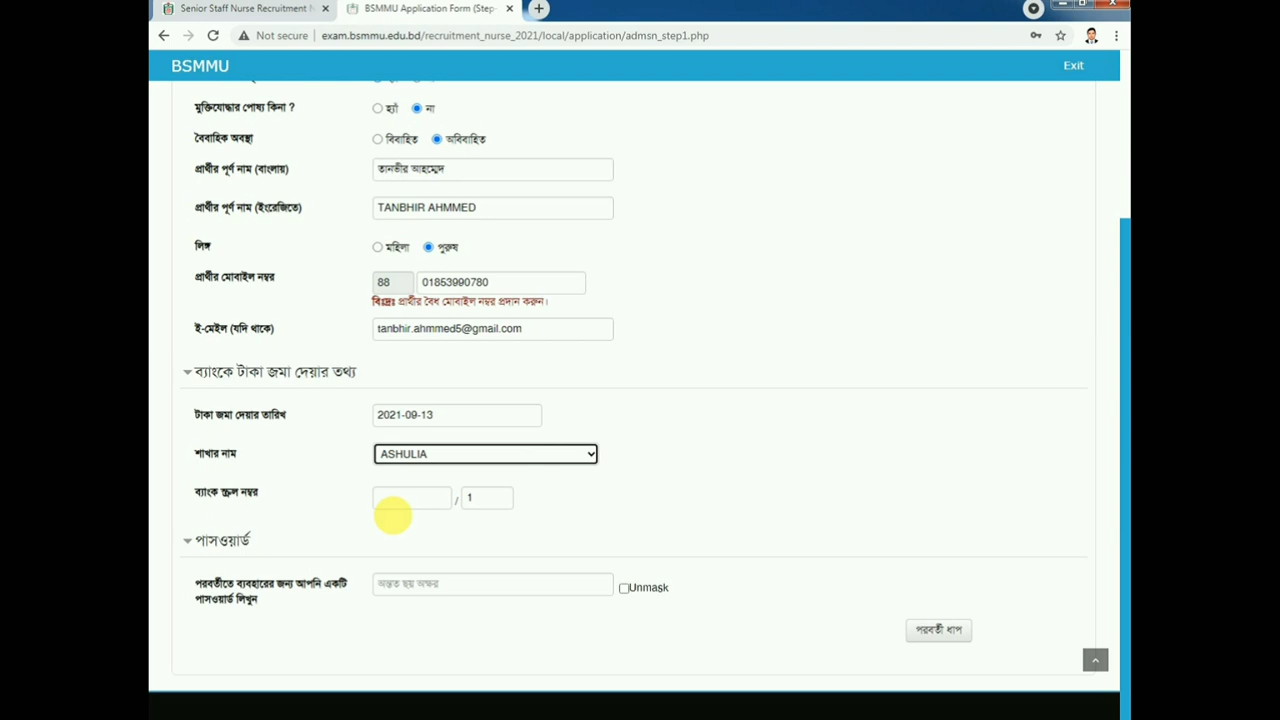 Senior Staff Nurse Recruitment
BSMMU Application Form (Step-
Not secure
exam.bsmmu.edu.bd/recruitment_nurse_2021/local/application/admsn_step1.php
BSMMU
Exit
মুক্তিযোদ্ধার পোষ্য কিনা ?
হ্যাঁ
না
বৈবাহিক অবস্থা
বিবাহিত
অবিবাহিত
প্রার্থীর পূর্ণ নাম (বাংলায়)
তানভীর আহম্মেদ
প্রার্থীর পূর্ণ নাম (ইংরেজিতে)
TANBHIR AHMMED
লিঙ্গ
মহিলা
পুরুষ
প্রার্থীর মোবাইল নম্বর
88
01853990780
বিঃদ্রঃ প্রার্থীর বৈধ মোবাইল নম্বর প্রদান করুন।
ই-মেইল (যদি থাকে)
tanbhir.ahmmed5@gmail.com
ব্যাংকে টাকা জমা দেয়ার তথ্য
টাকা জমা দেয়ার তারিখ
2021-09-13
শাখার নাম
ASHULIA
ব্যাংক স্ক্রল নম্বর
/ 1
পাসওয়ার্ড
পরবর্তীতে ব্যবহারের জন্য আপনি একটি
পাসওয়ার্ড লিখুন
অন্তত ছয় অক্ষর
Unmask
পরবর্তী ধাপ